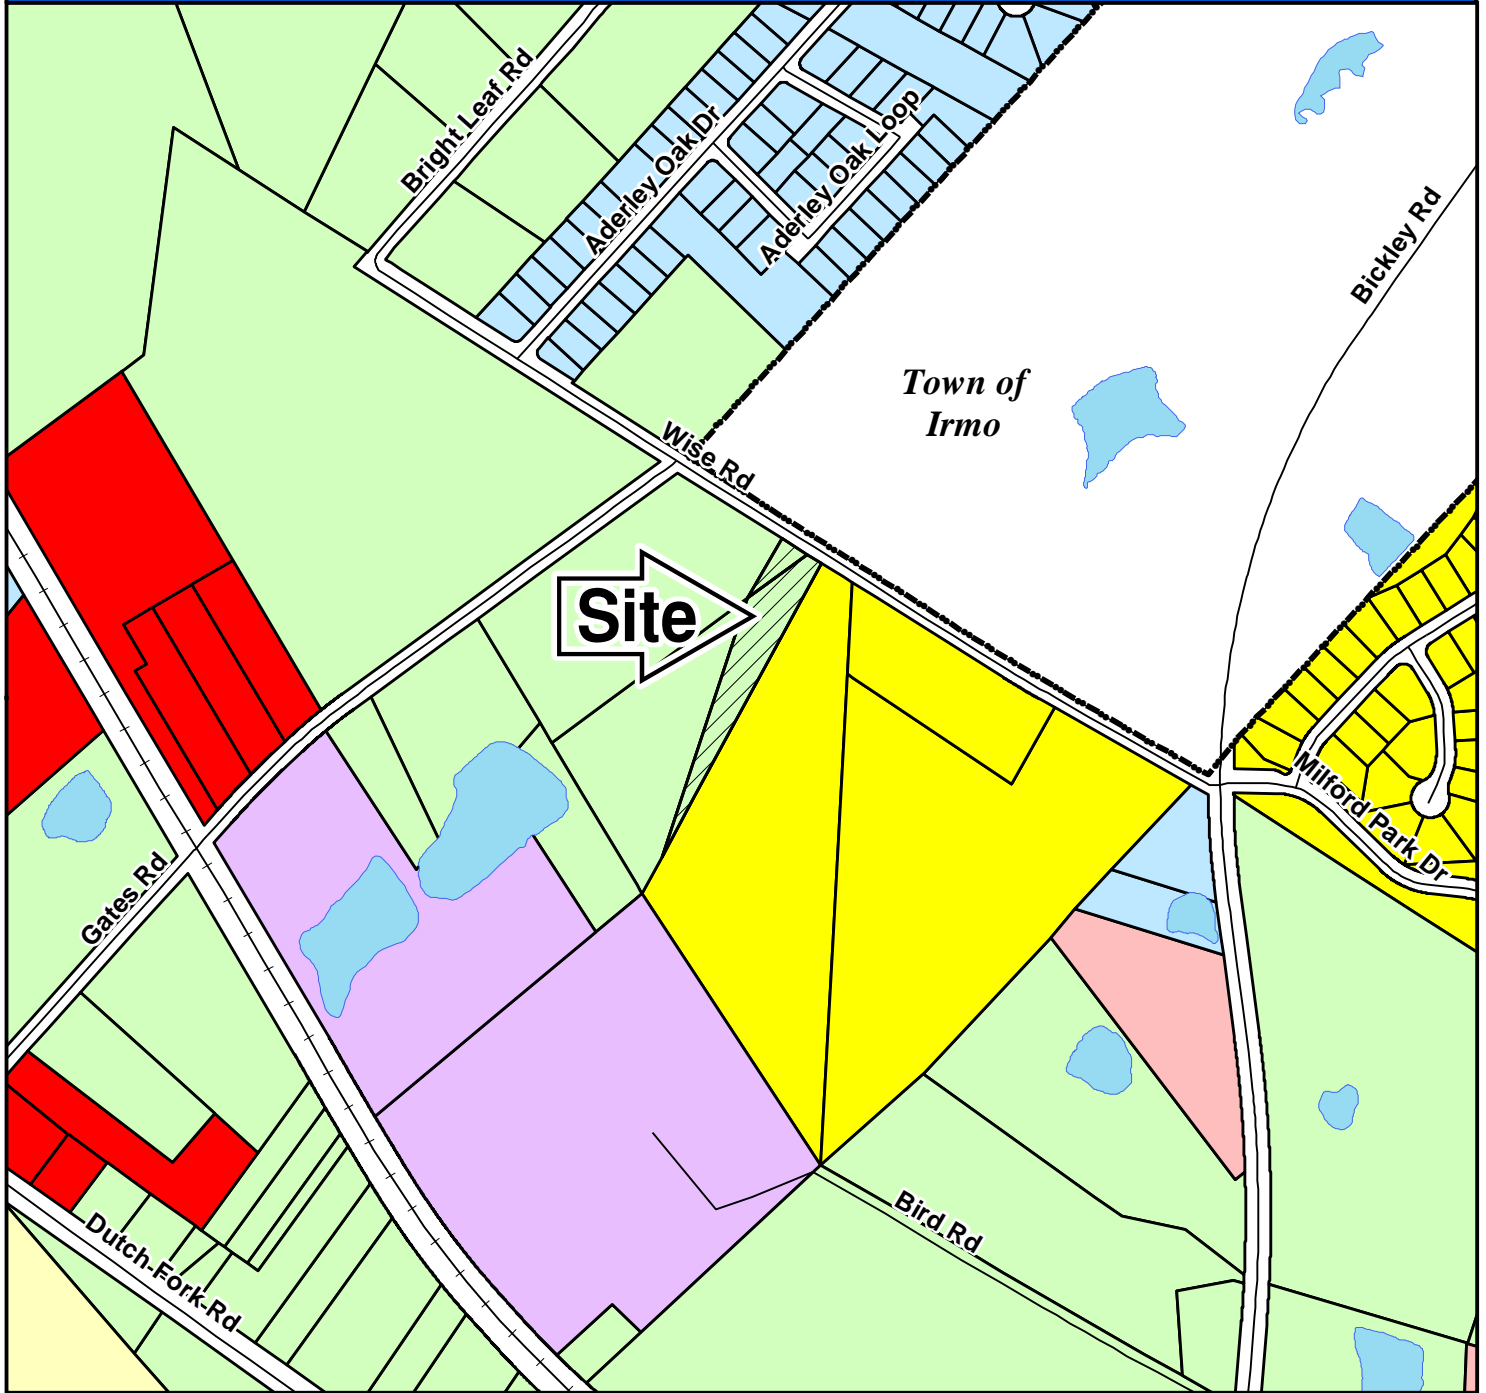 Bright Leaf Rd
Aderley Oak Dr
Aderley Oak Loop
Bickley Rd
Town of
Irmo
Wise Rd
Site
Milford Park Dr
Gates Rd
Bird Rd
Dutch Fork Rd